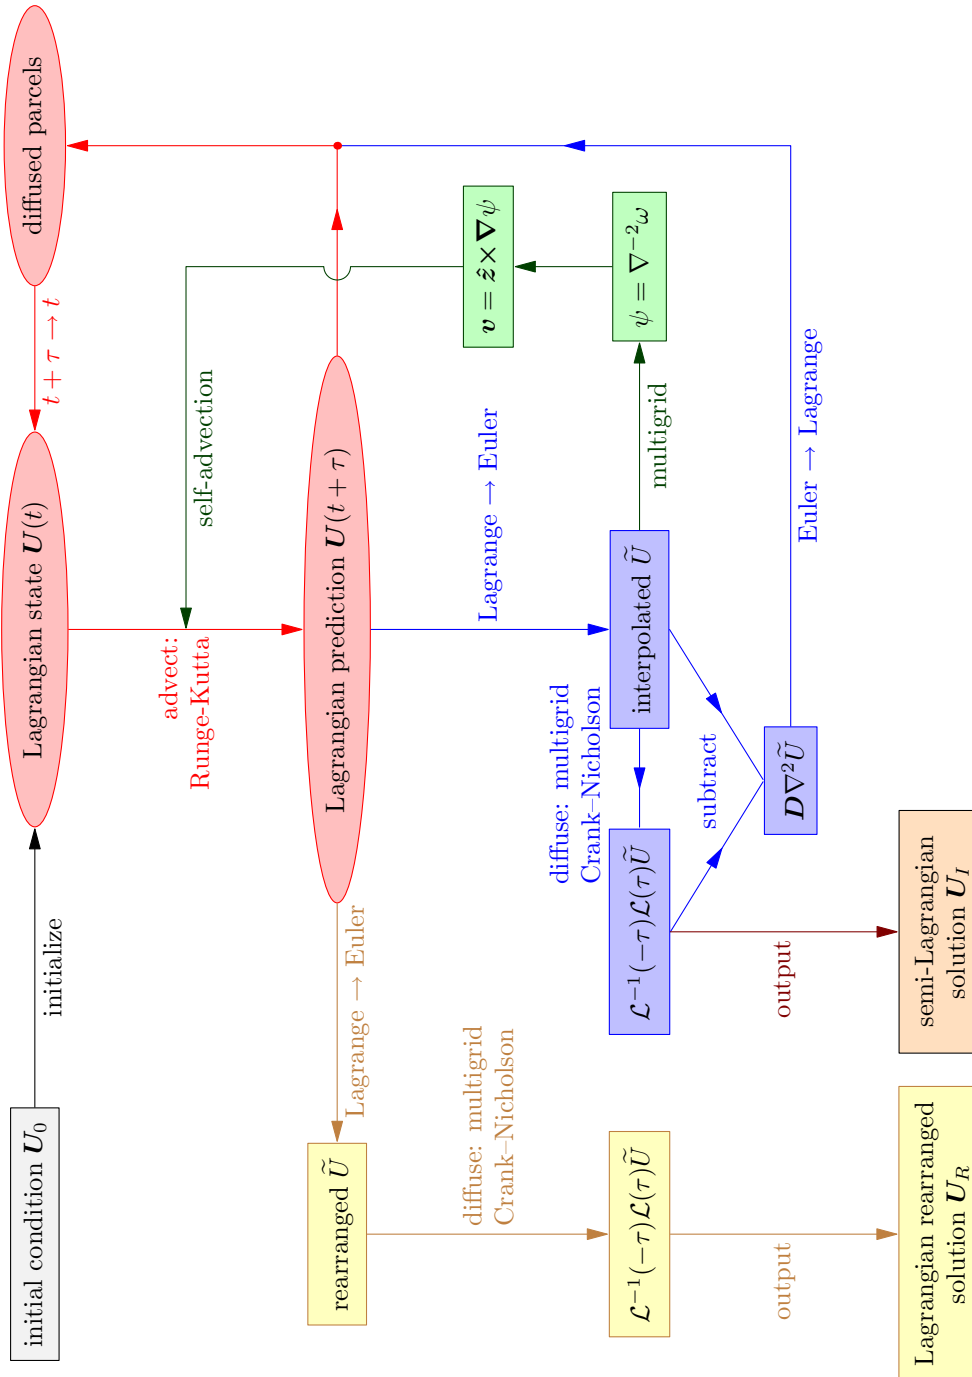 initial condition 𝑼₀
initialize
Lagrangian state 𝑼(t)
t + τ → t
diffused parcels
advect:
Runge-Kutta
self-advection
Lagrange → Euler
Lagrangian prediction 𝑼(t + τ)
rearranged Ũ
diffuse: multigrid
Crank–Nicholson
Lagrange → Euler
𝒗 = 𝒛̂×𝛁ψ
diffuse: multigrid
Crank–Nicholson
interpolated Ũ
multigrid
ψ = ∇⁻²ω
𝓛⁻¹(−τ)𝓛(τ)Ũ
𝓛⁻¹(−τ)𝓛(τ)Ũ
subtract
output
output
𝑫∇²Ũ
Euler → Lagrange
Lagrangian rearranged
solution 𝑼_R
semi-Lagrangian
solution 𝑼_I